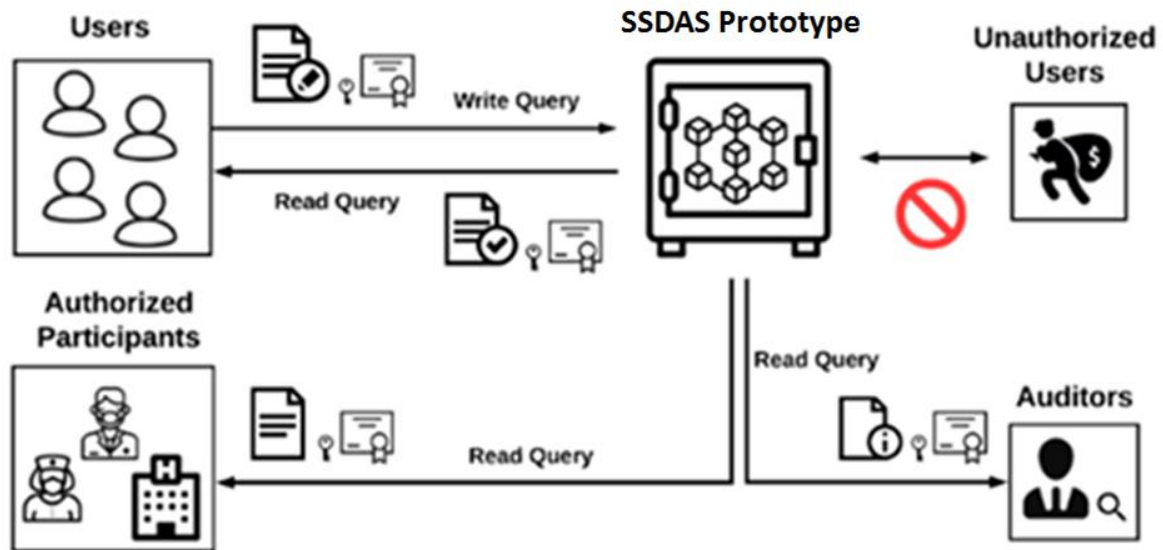 Users
SSDAS Prototype
Unauthorized
Users
Write Query
Read Query
$
Authorized
Participants
Read Query
Auditors
i
Read Query